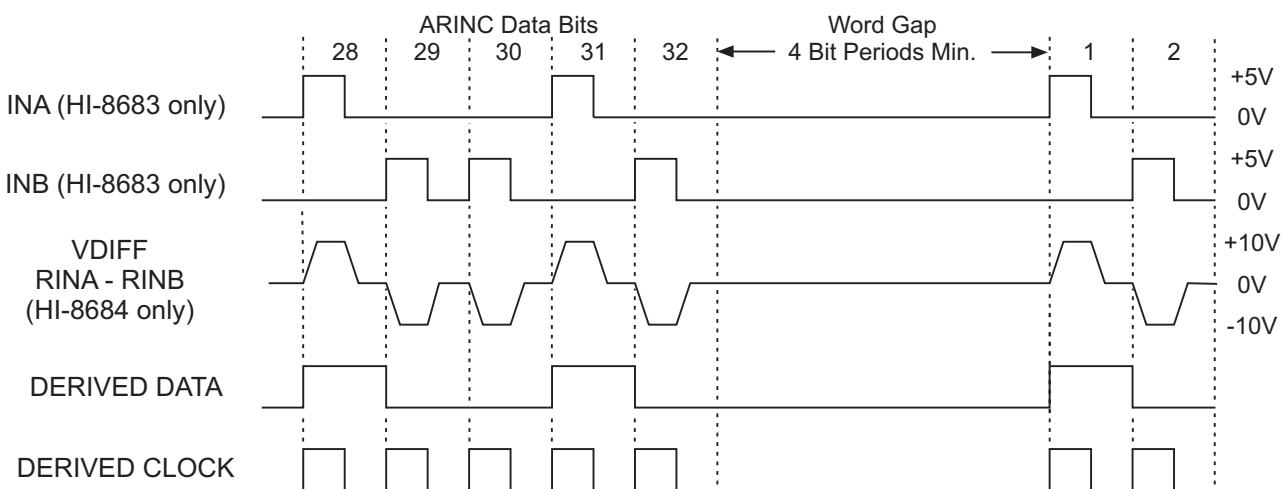 ARINC Data Bits
Word Gap
28 29 30 31 32 4 Bit Periods Min. 1 2
INA (HI-8683 only)
+5V
0V
INB (HI-8683 only)
+5V
0V
VDIFF
RINA - RINB
(HI-8684 only)
+10V
0V
-10V
DERIVED DATA
DERIVED CLOCK